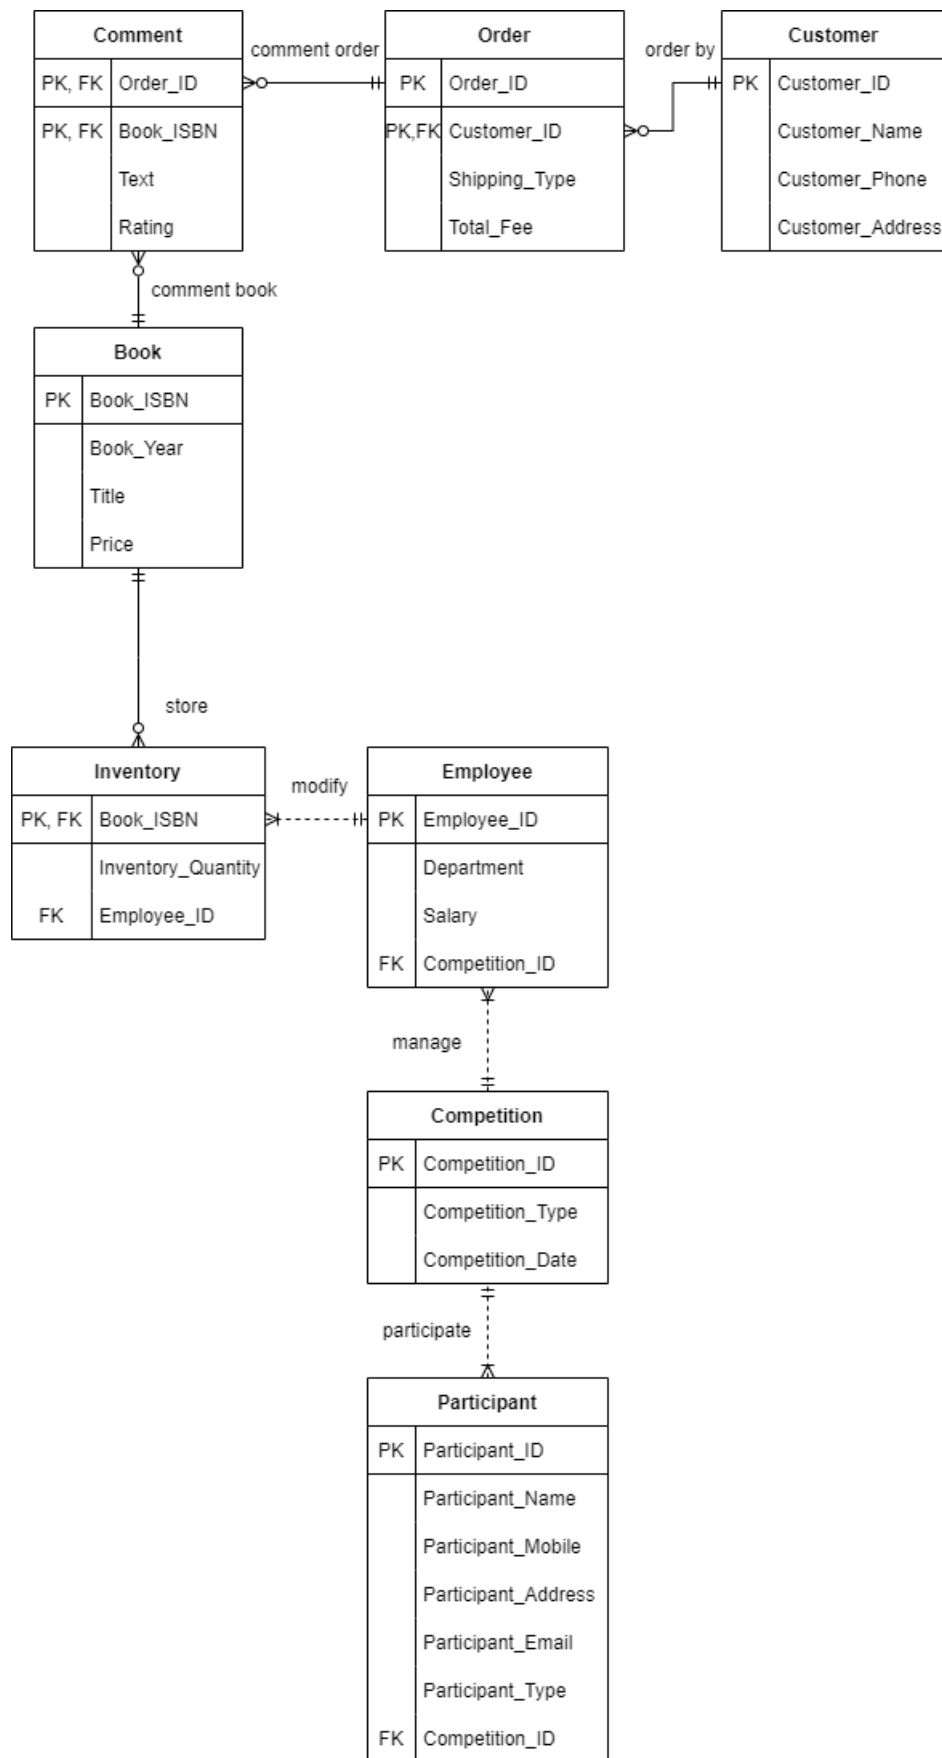 Comment
PK, FK Order_ID
PK, FK Book_ISBN
Text
Rating
comment order
Order
PK Order_ID
PK,FK Customer_ID
Shipping_Type
Total_Fee
order by
Customer
PK Customer_ID
Customer_Name
Customer_Phone
Customer_Address
comment book
Book
PK Book_ISBN
Book_Year
Title
Price
store
Inventory
PK, FK Book_ISBN
Inventory_Quantity
FK Employee_ID
modify
Employee
PK Employee_ID
Department
Salary
FK Competition_ID
manage
Competition
PK Competition_ID
Competition_Type
Competition_Date
participate
Participant
PK Participant_ID
Participant_Name
Participant_Mobile
Participant_Address
Participant_Email
Participant_Type
FK Competition_ID